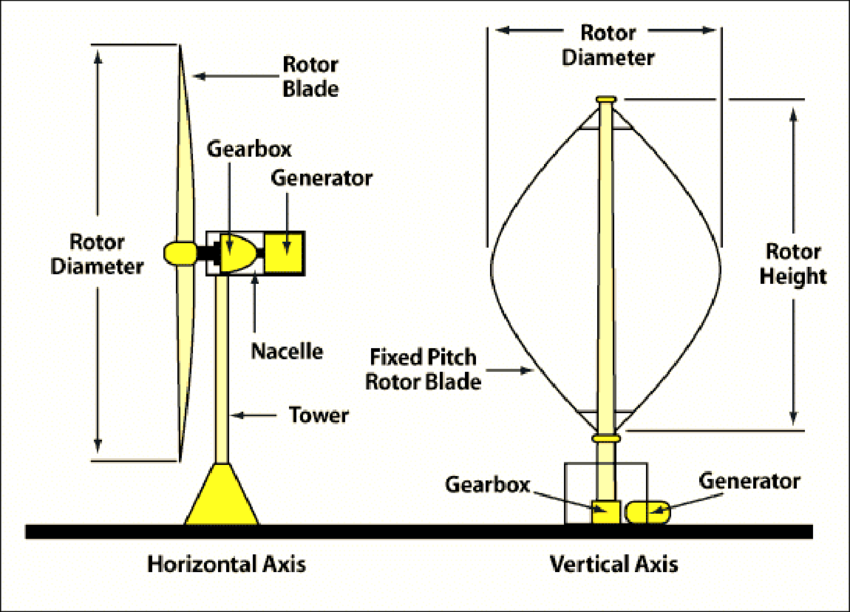 Rotor
Blade
Gearbox
Generator
Rotor
Diameter
Nacelle
Tower
Horizontal Axis
Rotor
Diameter
Rotor
Height
Fixed Pitch
Rotor Blade
Gearbox
Generator
Vertical Axis